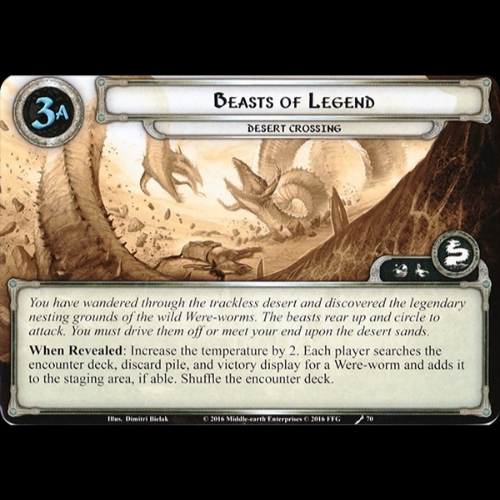 3A
BEASTS OF LEGEND
DESERT CROSSING
You have wandered through the trackless desert and discovered the legendary
nesting grounds of the wild Were-worms. The beasts rear up and circle to
attack. You must drive them off or meet your end upon the desert sands.
When Revealed: Increase the temperature by 2. Each player searches the
encounter deck, discard pile, and victory display for a Were-worm and adds it
to the staging area, if able. Shuffle the encounter deck.
Illus. Dimitri Bielak © 2016 Middle-earth Enterprises © 2016 FFG 70